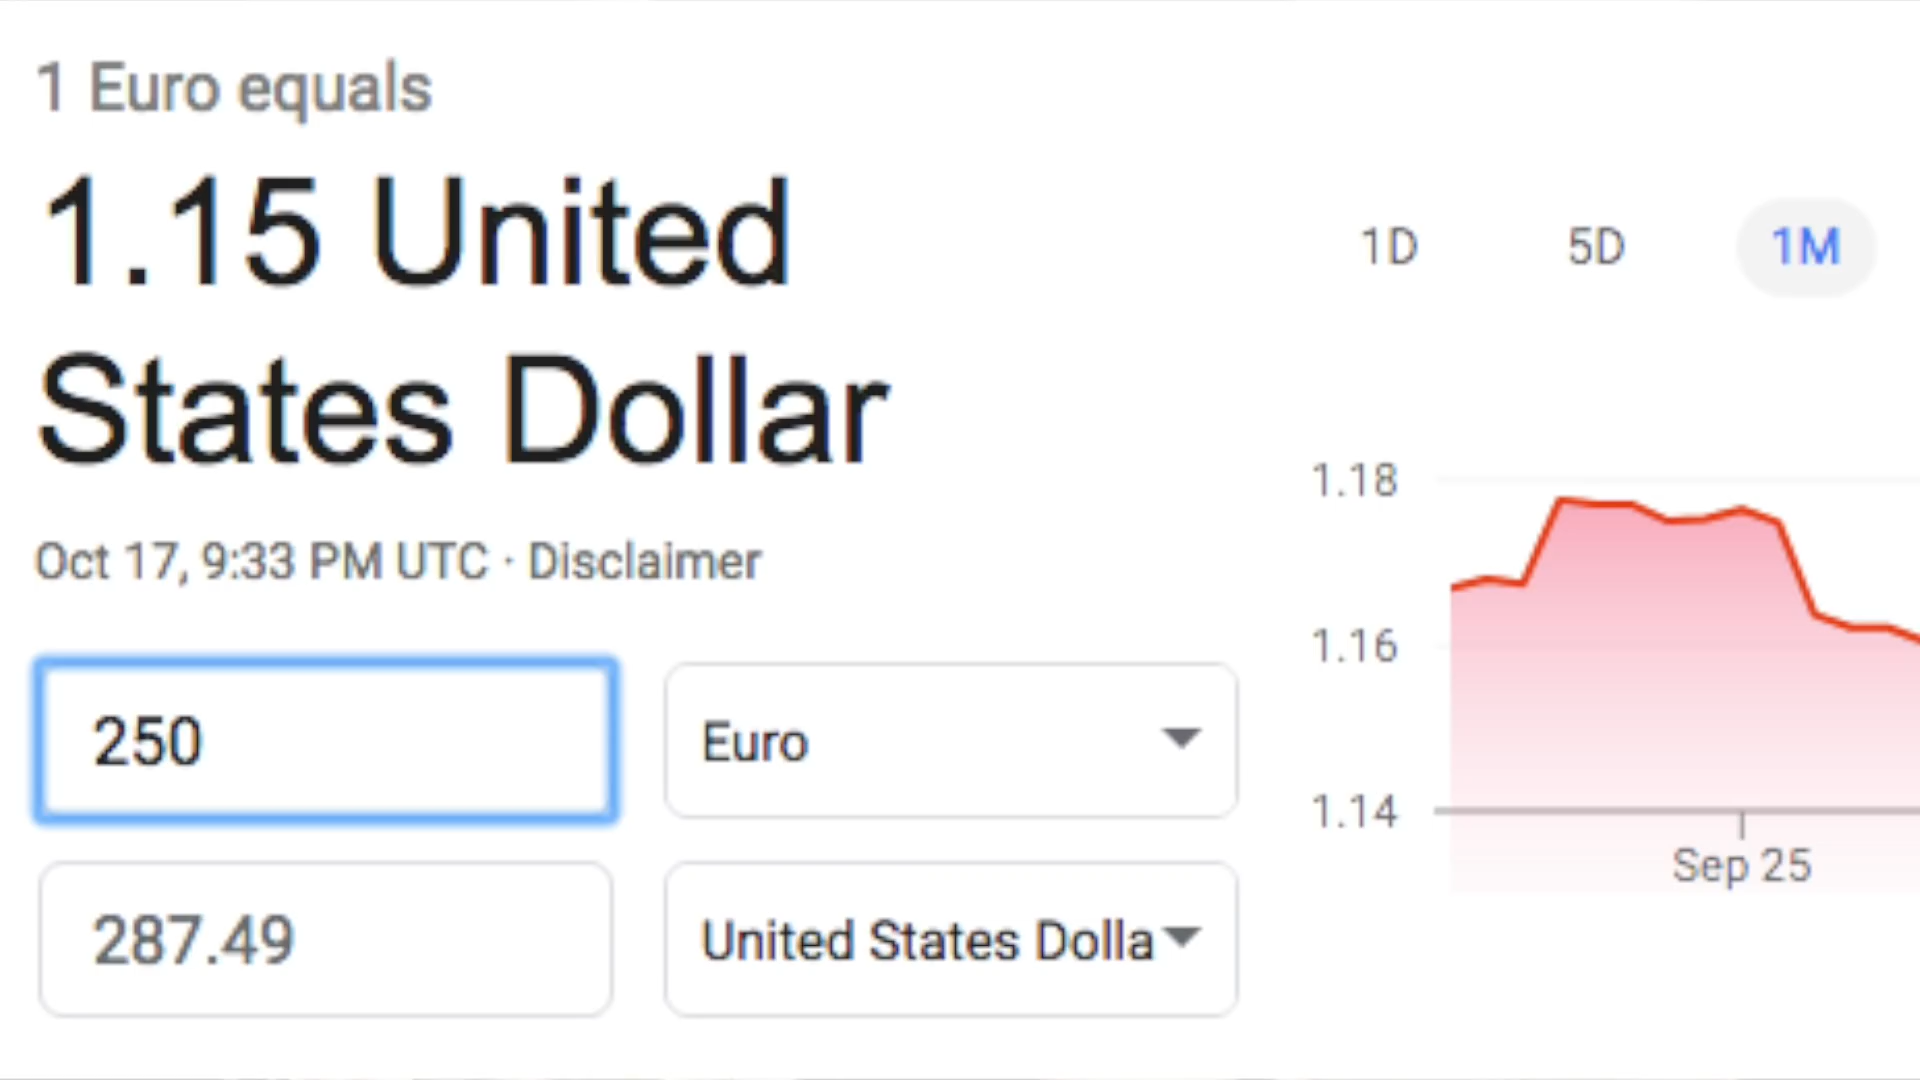 1 Euro equals
1.15 United
States Dollar
Oct 17, 9:33 PM UTC · Disclaimer
250
Euro
287.49
United States Dolla
1D 5D 1M
1.18
1.16
1.14
Sep 25